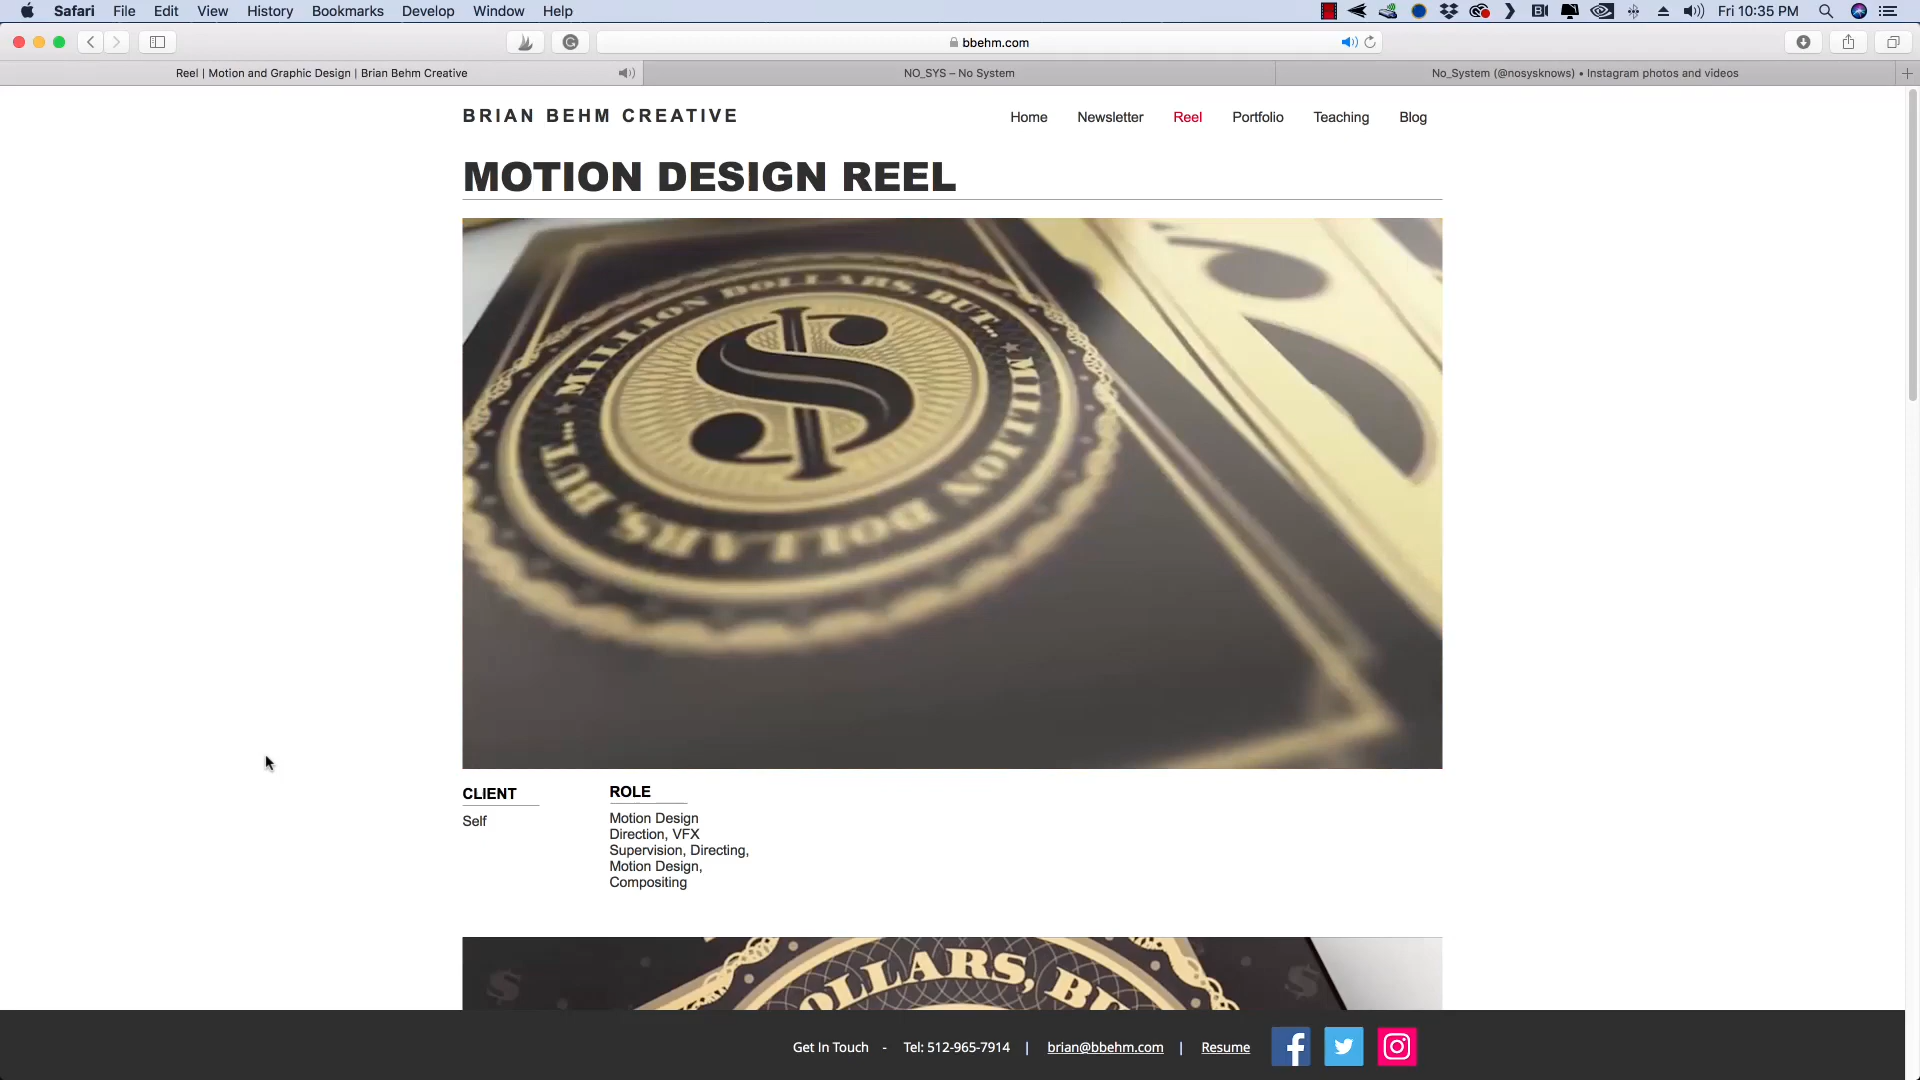 Safari File Edit View History Bookmarks Develop Window Help Fri 10:35 PM
bbehm.com
Reel | Motion and Graphic Design | Brian Behm Creative
NO_SYS – No System
No_System (@nosysknows) • Instagram photos and videos
BRIAN BEHM CREATIVE
Home Newsletter Reel Portfolio Teaching Blog
MOTION DESIGN REEL
MILLION DOLLARS, BUT...
MILLION DOLLARS, BUT...
$
CLIENT
Self
ROLE
Motion Design
Direction, VFX
Supervision, Directing,
Motion Design,
Compositing
DOLLARS, BU
Get In Touch - Tel: 512-965-7914 | brian@bbehm.com | Resume